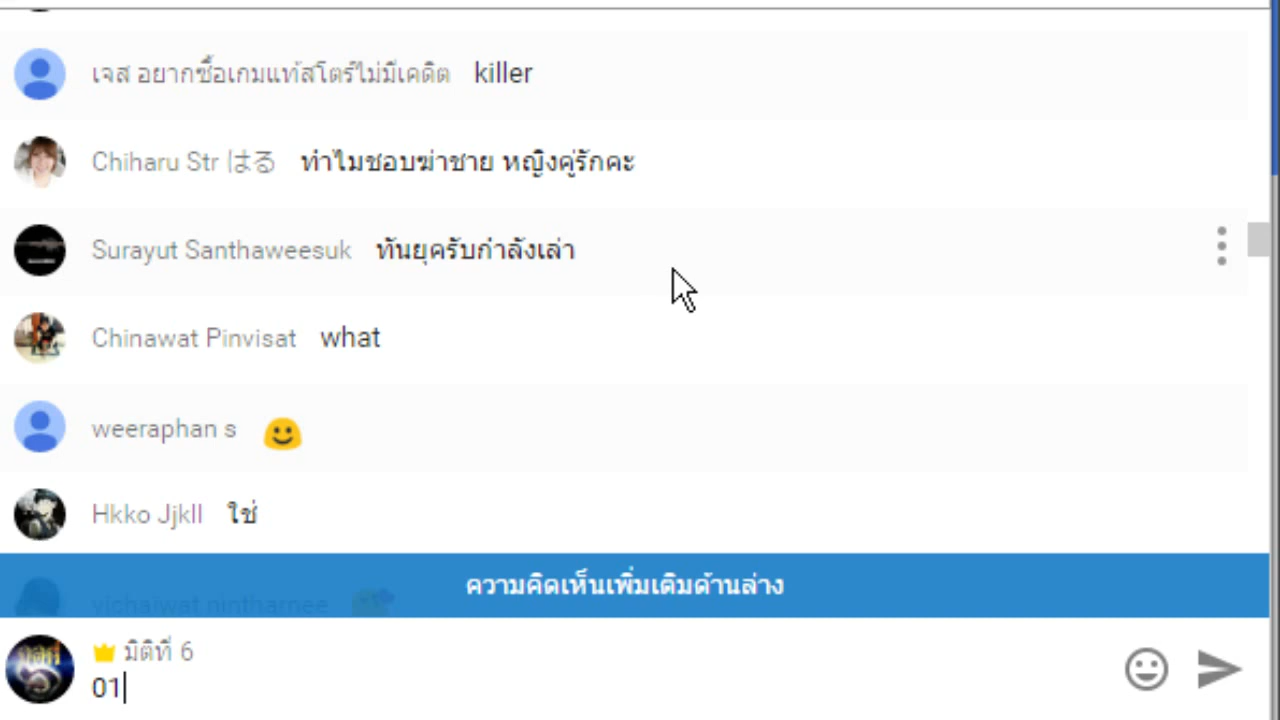 เจส อยากซื้อเกมแท้สโตร์ไม่มีเคดิต killer
Chiharu Str はる ทำไมชอบฆ่าชาย หญิงคู่รักคะ
Surayut Santhaweesuk ทันยุครับกำลังเล่า
Chinawat Pinvisat what
weeraphan s
Hkko Jjkll ใช่
ความคิดเห็นเพิ่มเติมด้านล่าง
vichaiwat nintharnee
มิติที่ 6
01